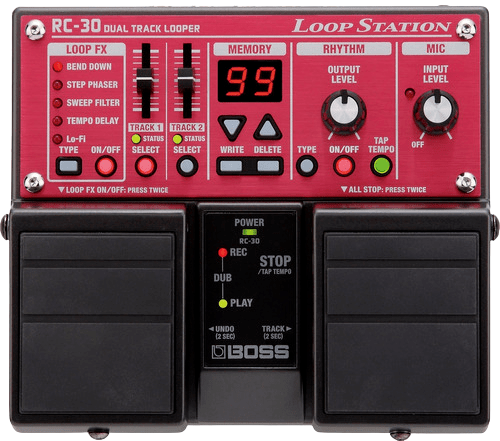 RC-30 DUAL TRACK LOOPER
LOOP STATION
LOOP FX
MEMORY
RHYTHM
MIC
BEND DOWN
STEP PHASER
SWEEP FILTER
TEMPO DELAY
Lo-Fi
TYPE
ON/OFF
TRACK 1
STATUS
SELECT
TRACK 2
STATUS
SELECT
99
WRITE
DELETE
OUTPUT
LEVEL
TYPE
ON/OFF
TAP
TEMPO
INPUT
LEVEL
OFF
▼LOOP FX ON/OFF: PRESS TWICE
▼ALL STOP: PRESS TWICE
POWER
RC-30
REC
DUB
PLAY
STOP
/TAP TEMPO
◄UNDO
(2 SEC)
TRACK►
(2 SEC)
BOSS